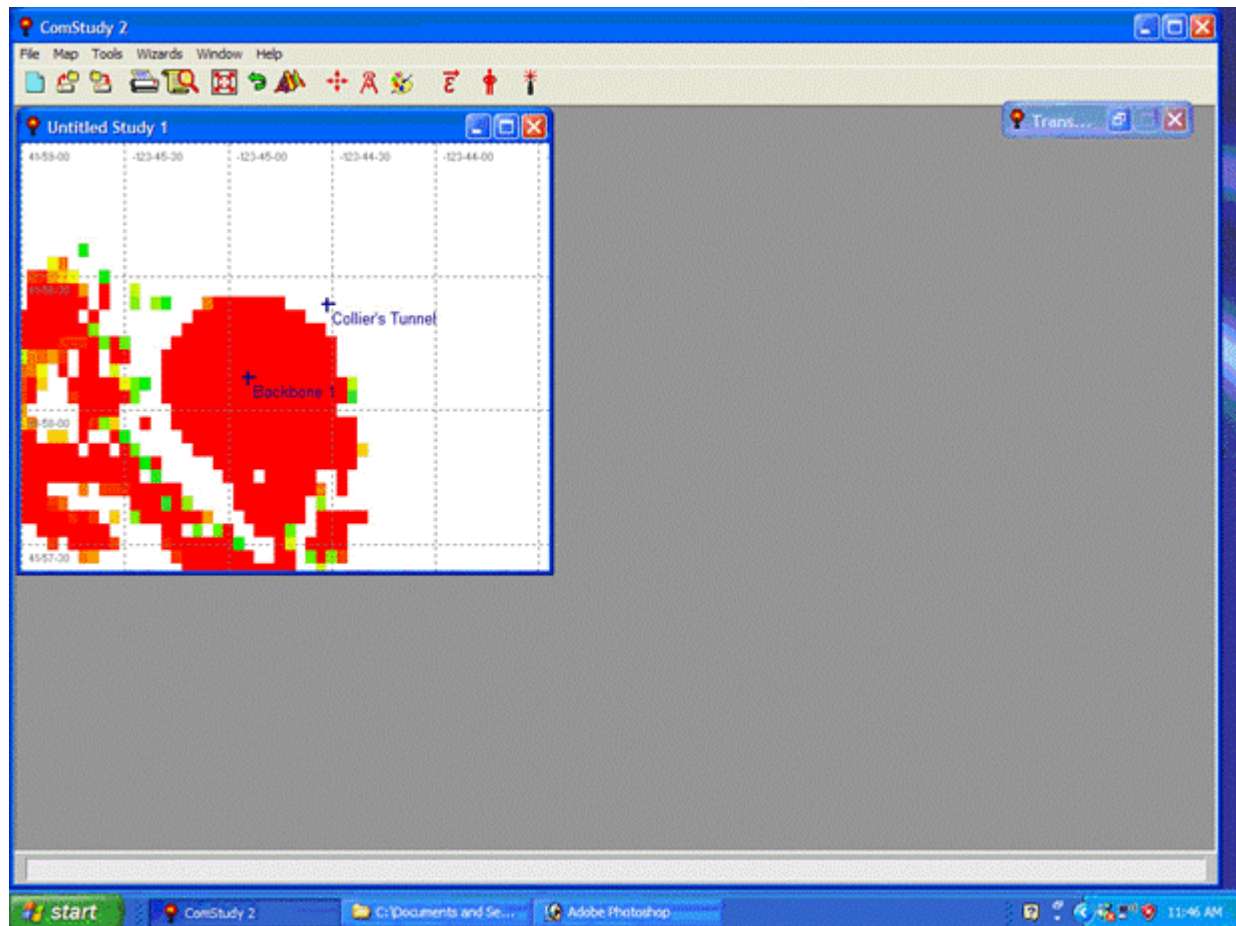 ComStudy 2
File Map Tools Wizards Window Help
Untitled Study 1
Trans...
41-59-00 -123-45-30 -123-45-00 -123-44-30 -123-44-00
41-58-30
Collier's Tunnel
Backbone 1
41-58-00
41-57-30
start
ComStudy 2
C:\Documents and Se...
Adobe Photoshop
11:46 AM